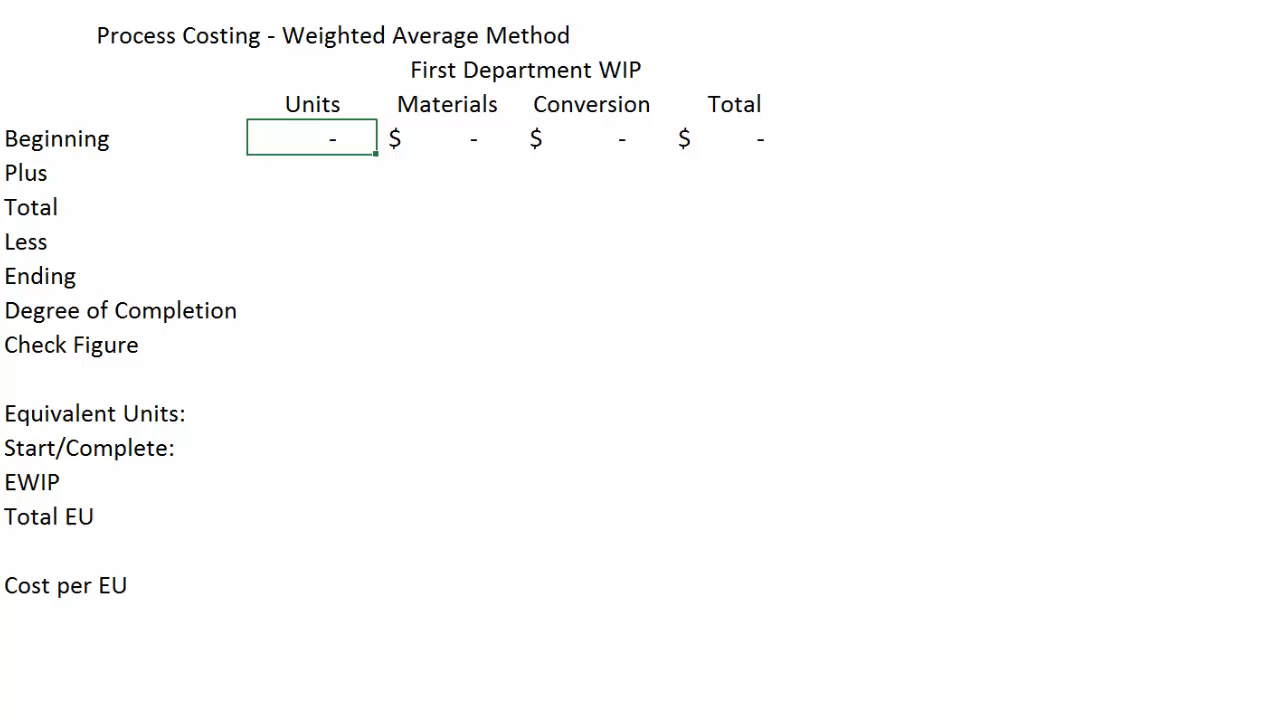 Process Costing - Weighted Average Method
First Department WIP
Units Materials Conversion Total
Beginning - $ - $ - $ -
Plus
Total
Less
Ending
Degree of Completion
Check Figure
Equivalent Units:
Start/Complete:
EWIP
Total EU
Cost per EU